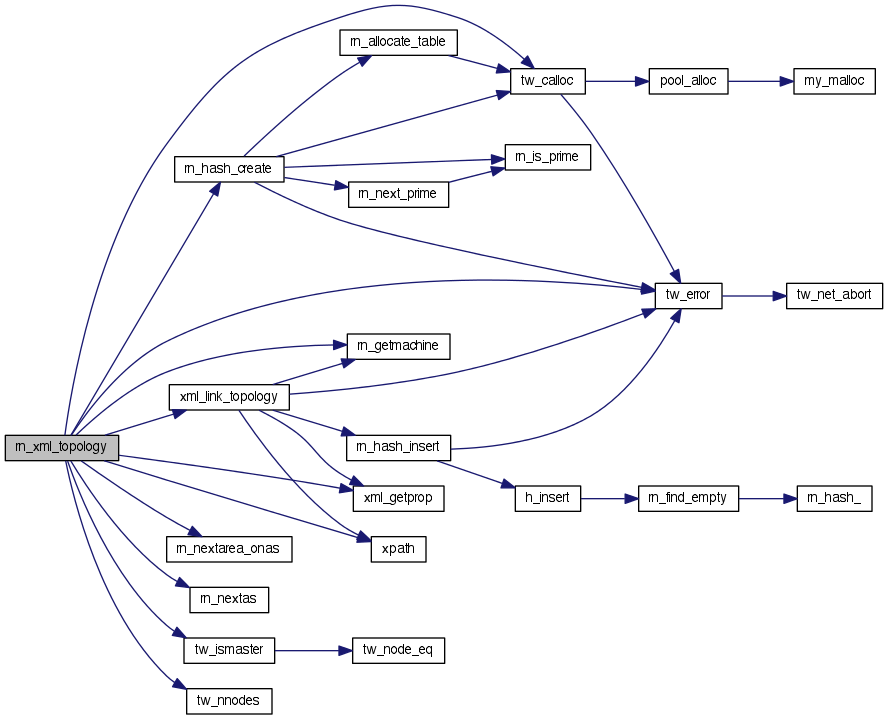 rn_allocate_table
tw_calloc
pool_alloc
my_malloc
rn_hash_create
rn_is_prime
rn_next_prime
tw_error
tw_net_abort
rn_getmachine
xml_link_topology
rn_xml_topology
rn_hash_insert
xml_getprop
h_insert
rn_find_empty
rn_hash_
rn_nextarea_onas
xpath
rn_nextas
tw_ismaster
tw_node_eq
tw_nnodes